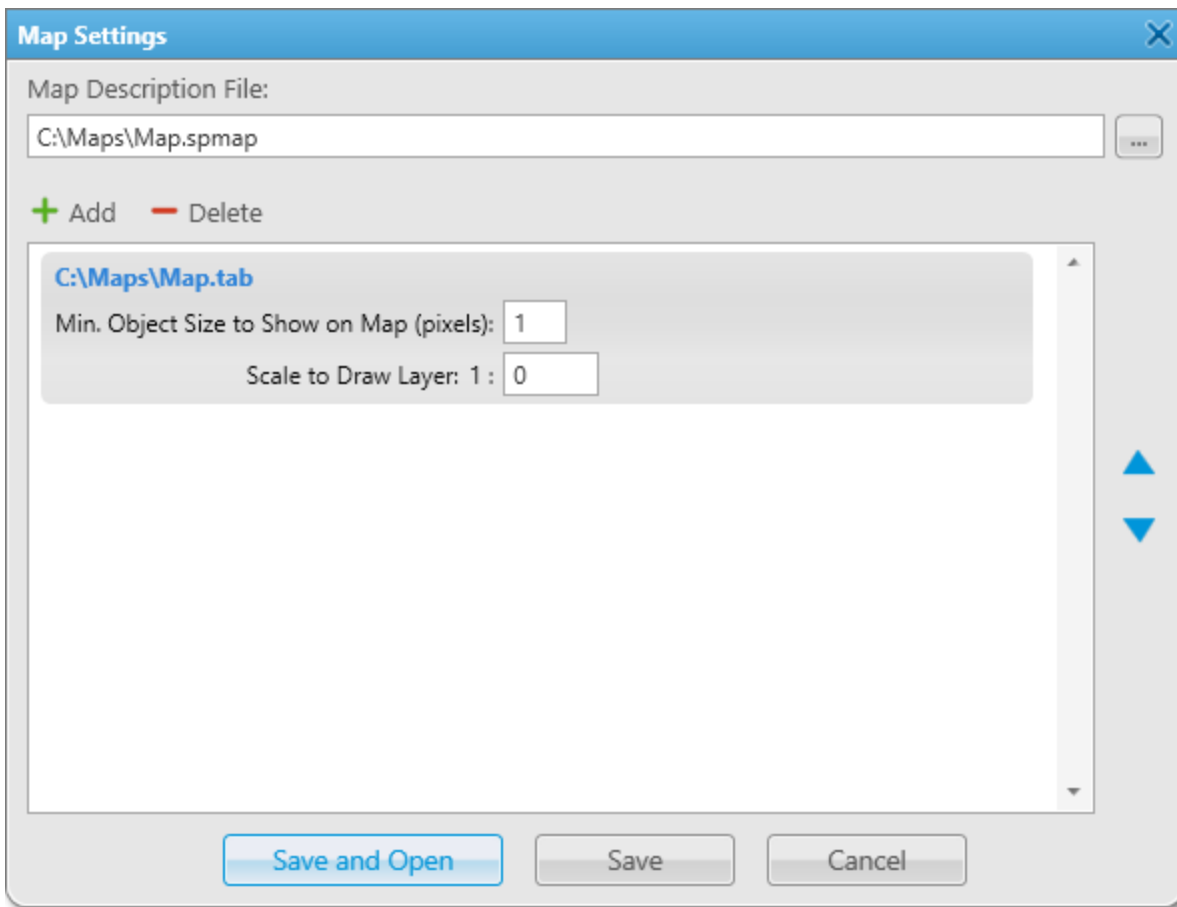 Map Settings
Map Description File:
C:\Maps\Map.spmap
...
Add Delete
C:\Maps\Map.tab
Min. Object Size to Show on Map (pixels): 1
Scale to Draw Layer: 1 : 0
Save and Open Save Cancel